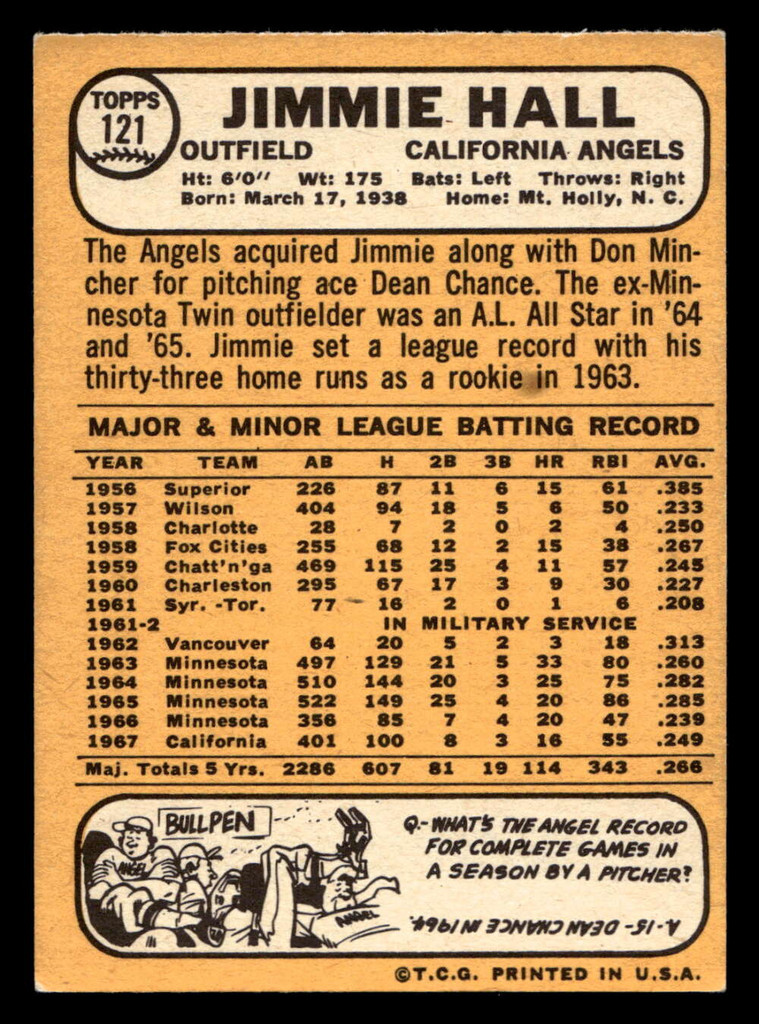 TOPPS
121
JIMMIE HALL
OUTFIELD CALIFORNIA ANGELS
Ht: 6'0" Wt: 175 Bats: Left Throws: Right
Born: March 17, 1938 Home: Mt. Holly, N. C.
The Angels acquired Jimmie along with Don Min-
cher for pitching ace Dean Chance. The ex-Min-
nesota Twin outfielder was an A.L. All Star in '64
and '65. Jimmie set a league record with his
thirty-three home runs as a rookie in 1963.
MAJOR & MINOR LEAGUE BATTING RECORD
YEAR TEAM AB H 2B 3B HR RBI AVG.
1956 Superior 226 87 11 6 15 61 .385
1957 Wilson 404 94 18 5 6 50 .233
1958 Charlotte 28 7 2 0 2 4 .250
1958 Fox Cities 255 68 12 2 15 38 .267
1959 Chatt'n'ga 469 115 25 4 11 57 .245
1960 Charleston 295 67 17 3 9 30 .227
1961 Syr. -Tor. 77 16 2 0 1 6 .208
1961-2 IN MILITARY SERVICE
1962 Vancouver 64 20 5 2 3 18 .313
1963 Minnesota 497 129 21 5 33 80 .260
1964 Minnesota 510 144 20 3 25 75 .282
1965 Minnesota 522 149 25 4 20 86 .285
1966 Minnesota 356 85 7 4 20 47 .239
1967 California 401 100 8 3 16 55 .249
Maj. Totals 5 Yrs. 2286 607 81 19 114 343 .266
BULLPEN
ANGEL
ANGEL
Q.-WHAT'S THE ANGEL RECORD
FOR COMPLETE GAMES IN
A SEASON BY A PITCHER?
A-15-DEAN CHANCE IN 1964.
©T.C.G. PRINTED IN U.S.A.